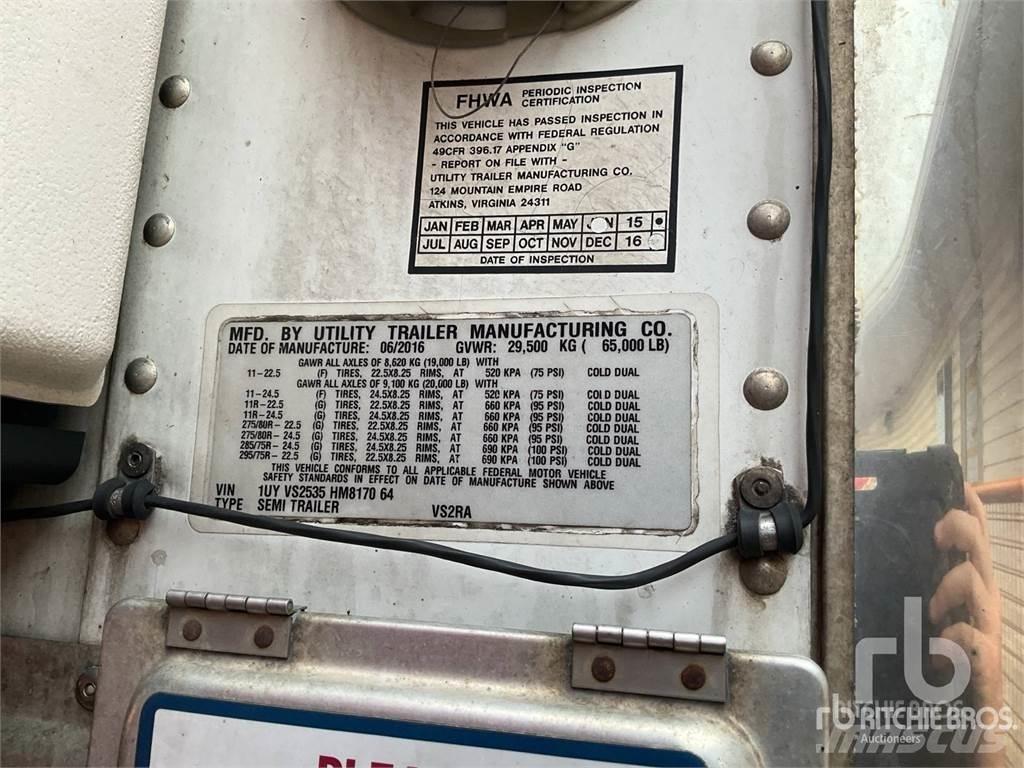 FHWA PERIODIC INSPECTION CERTIFICATION
THIS VEHICLE HAS PASSED INSPECTION IN
ACCORDANCE WITH FEDERAL REGULATION
49CFR 396.17 APPENDIX "G"
- REPORT ON FILE WITH -
UTILITY TRAILER MANUFACTURING CO.
124 MOUNTAIN EMPIRE ROAD
ATKINS, VIRGINIA 24311
JAN FEB MAR APR MAY 15
JUL AUG SEP OCT NOV DEC 16
DATE OF INSPECTION
MFD. BY UTILITY TRAILER MANUFACTURING CO.
DATE OF MANUFACTURE: 06/2016 GVWR: 29,500 KG ( 65,000 LB)
GAWR ALL AXLES OF 8,620 KG (19,000 LB) WITH
11-22.5 (F) TIRES, 22.5X8.25 RIMS, AT 520 KPA (75 PSI) COLD DUAL
GAWR ALL AXLES OF 9,100 KG (20,000 LB) WITH
11-24.5 (F) TIRES, 24.5X8.25 RIMS, AT 520 KPA (75 PSI) COLD DUAL
11R-22.5 (G) TIRES, 22.5X8.25 RIMS, AT 660 KPA (95 PSI) COLD DUAL
11R-24.5 (G) TIRES, 24.5X8.25 RIMS, AT 660 KPA (95 PSI) COLD DUAL
275/80R-22.5 (G) TIRES, 22.5X8.25 RIMS, AT 660 KPA (95 PSI) COLD DUAL
275/80R-24.5 (G) TIRES, 24.5X8.25 RIMS, AT 660 KPA (95 PSI) COLD DUAL
285/75R-24.5 (G) TIRES, 24.5X8.25 RIMS, AT 690 KPA (100 PSI) COLD DUAL
295/75R-22.5 (G) TIRES, 22.5X8.25 RIMS, AT 690 KPA (100 PSI) COLD DUAL
THIS VEHICLE CONFORMS TO ALL APPLICABLE FEDERAL MOTOR VEHICLE
SAFETY STANDARDS IN EFFECT ON DATE OF MANUFACTURE SHOWN ABOVE
VIN 1UY VS2535 HM8170 64
TYPE SEMI TRAILER VS2RA
rb
rb RITCHIE BROS.
Auctioneers
mascus